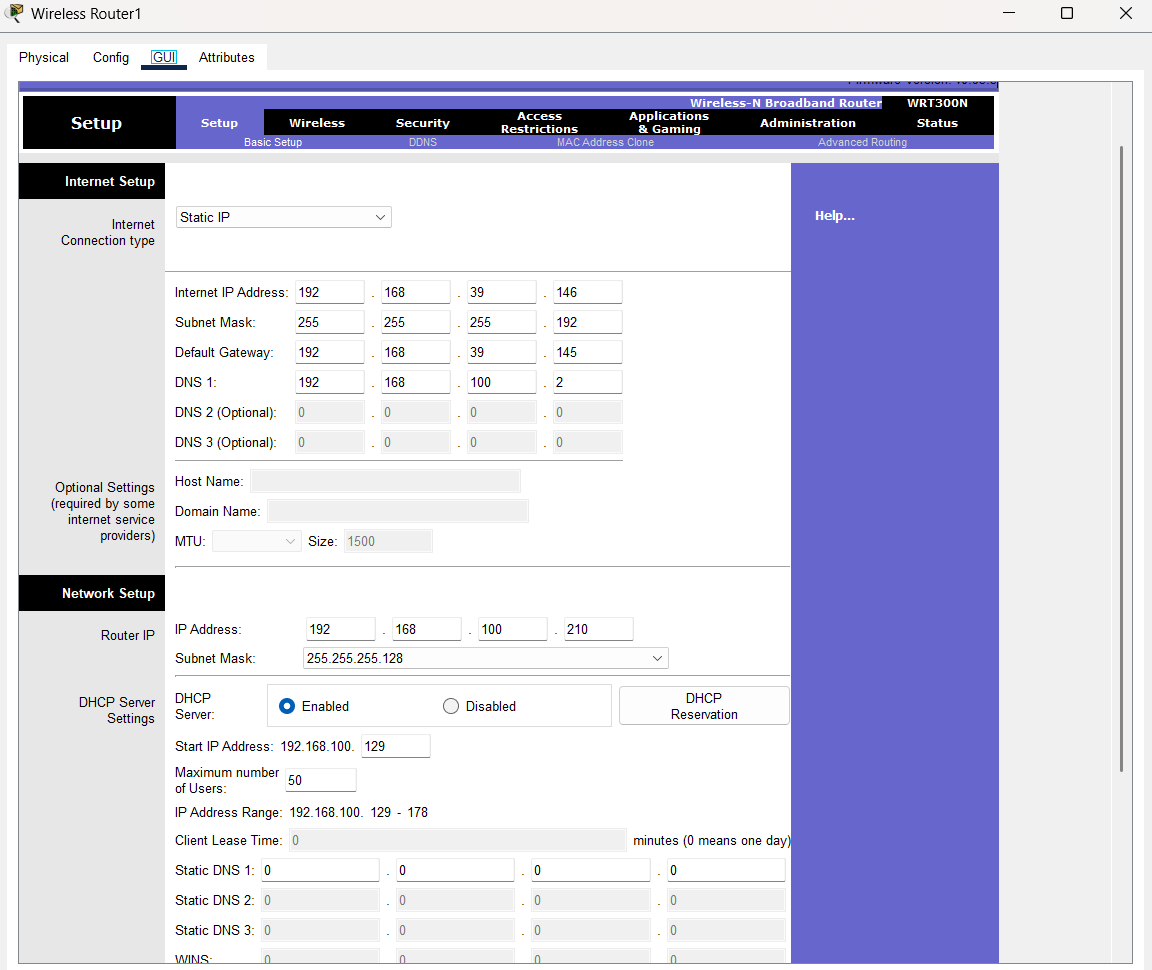 Wireless Router1
Physical Config GUI Attributes
Wireless-N Broadband Router WRT300N
Setup
Setup Wireless Security Access Restrictions Applications & Gaming Administration Status
Basic Setup DDNS MAC Address Clone Advanced Routing
Internet Setup
Help...
Internet Connection type
Static IP
Internet IP Address: 192 . 168 . 39 . 146
Subnet Mask: 255 . 255 . 255 . 192
Default Gateway: 192 . 168 . 39 . 145
DNS 1: 192 . 168 . 100 . 2
DNS 2 (Optional): 0 . 0 . 0 . 0
DNS 3 (Optional): 0 . 0 . 0 . 0
Optional Settings
(required by some
internet service
providers)
Host Name:
Domain Name:
MTU: Size: 1500
Network Setup
Router IP
IP Address: 192 . 168 . 100 . 210
Subnet Mask: 255.255.255.128
DHCP Server
Settings
DHCP Server: Enabled Disabled DHCP Reservation
Start IP Address: 192.168.100. 129
Maximum number
of Users: 50
IP Address Range: 192.168.100. 129 - 178
Client Lease Time: 0 minutes (0 means one day)
Static DNS 1: 0 . 0 . 0 . 0
Static DNS 2: 0 . 0 . 0 . 0
Static DNS 3: 0 . 0 . 0 . 0
WINS: 0 0 0 0